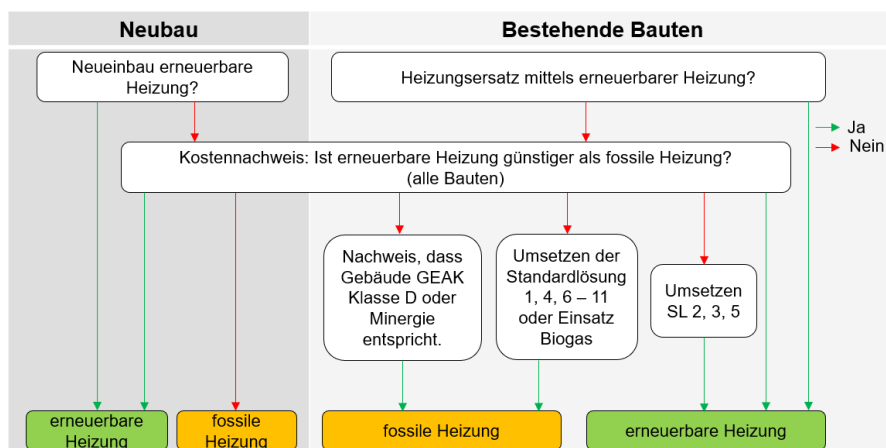 Neubau
Bestehende Bauten
Neueinbau erneuerbare
Heizung?
Heizungsersatz mittels erneuerbarer Heizung?
Ja
Nein
Kostennachweis: Ist erneuerbare Heizung günstiger als fossile Heizung?
(alle Bauten)
Nachweis, dass
Gebäude GEAK
Klasse D oder
Minergie
entspricht.
Umsetzen der
Standardlösung
1, 4, 6 – 11
oder Einsatz
Biogas
Umsetzen
SL 2, 3, 5
erneuerbare
Heizung
fossile
Heizung
fossile Heizung
erneuerbare Heizung